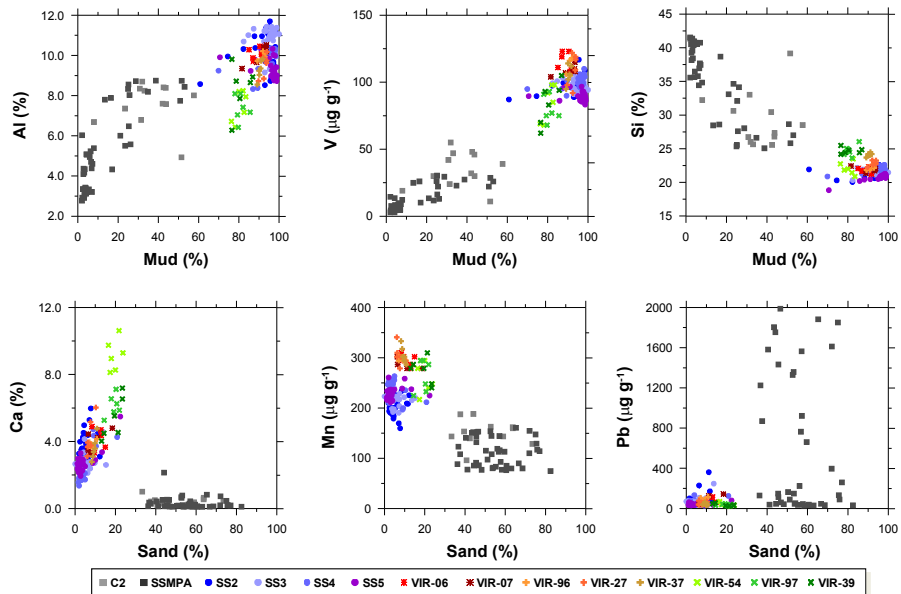 12.0
10.0
8.0
6.0
4.0
2.0
Al (%)
0 20 40 60 80 100
Mud (%)
150
100
50
0
V (µg g-1)
0 20 40 60 80 100
Mud (%)
45
40
35
30
25
20
15
Si (%)
0 20 40 60 80 100
Mud (%)
12.0
8.0
4.0
0.0
Ca (%)
0 20 40 60 80 100
Sand (%)
400
300
200
100
0
Mn (µg g-1)
0 20 40 60 80 100
Sand (%)
2000
1600
1200
800
400
0
Pb (µg g-1)
0 20 40 60 80 100
Sand (%)
C2 SSMPA SS2 SS3 SS4 SS5 VIR-06 VIR-07 VIR-96 VIR-27 VIR-37 VIR-54 VIR-97 VIR-39